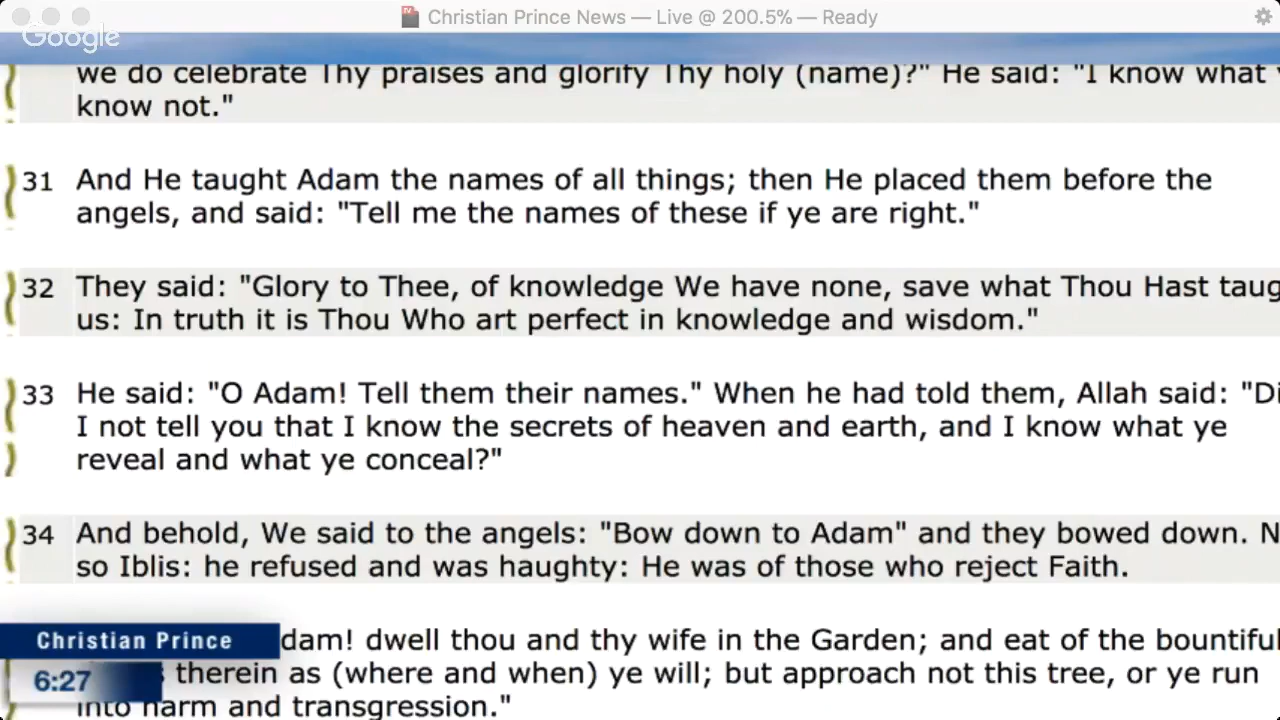 Christian Prince News — Live @ 200.5% — Ready
Google
we do celebrate Thy praises and glorify Thy holy (name)?" He said: "I know what
know not."
31 And He taught Adam the names of all things; then He placed them before the
angels, and said: "Tell me the names of these if ye are right."
32 They said: "Glory to Thee, of knowledge We have none, save what Thou Hast taug
us: In truth it is Thou Who art perfect in knowledge and wisdom."
33 He said: "O Adam! Tell them their names." When he had told them, Allah said: "Di
I not tell you that I know the secrets of heaven and earth, and I know what ye
reveal and what ye conceal?"
34 And behold, We said to the angels: "Bow down to Adam" and they bowed down. N
so Iblis: he refused and was haughty: He was of those who reject Faith.
Christian Prince
dam! dwell thou and thy wife in the Garden; and eat of the bountiful
6:27
therein as (where and when) ye will; but approach not this tree, or ye run
into harm and transgression."